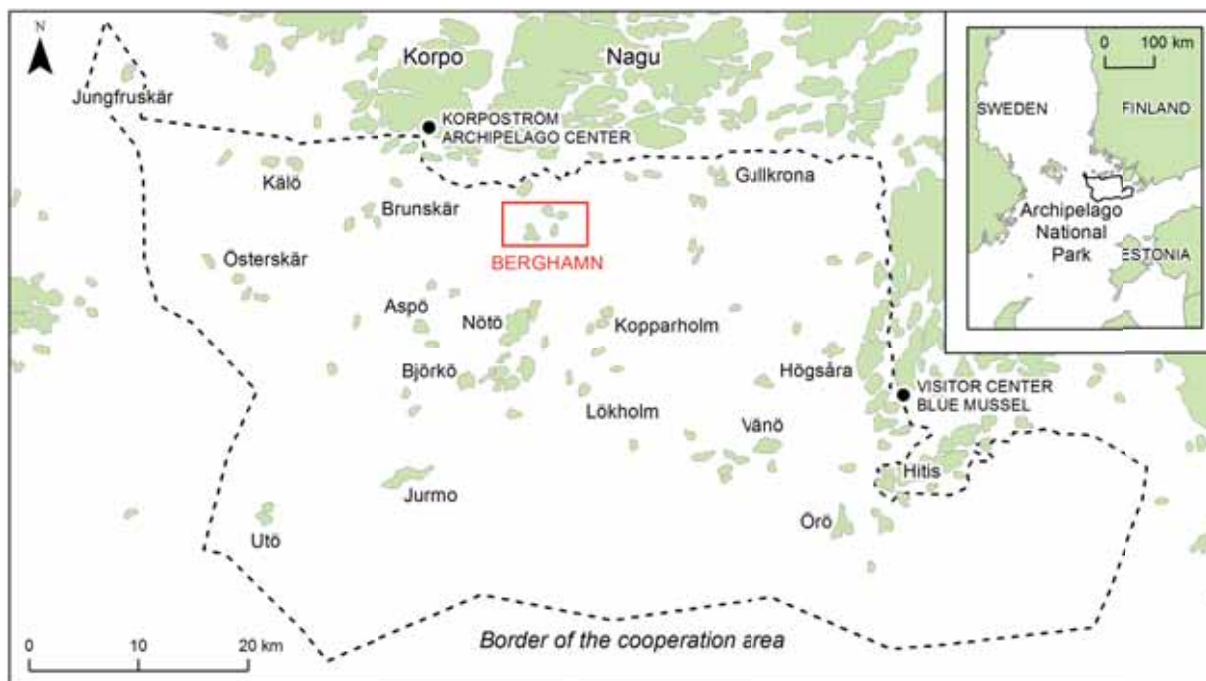 N
Korpo
Nagu
Jungfruskär
KORPOSTRÖM
ARCHIPELAGO CENTER
Kälö
Gullkrona
Brunskär
BERGHAMN
Österskär
Aspö
Nötö
Kopparholm
Björkö
Högsåra
Lökholm
VISITOR CENTER
BLUE MUSSEL
Vänö
Hitis
Jurmo
Örö
Utö
Border of the cooperation area
0 10 20 km
0 100 km
SWEDEN
FINLAND
Archipelago
National
Park
ESTONIA